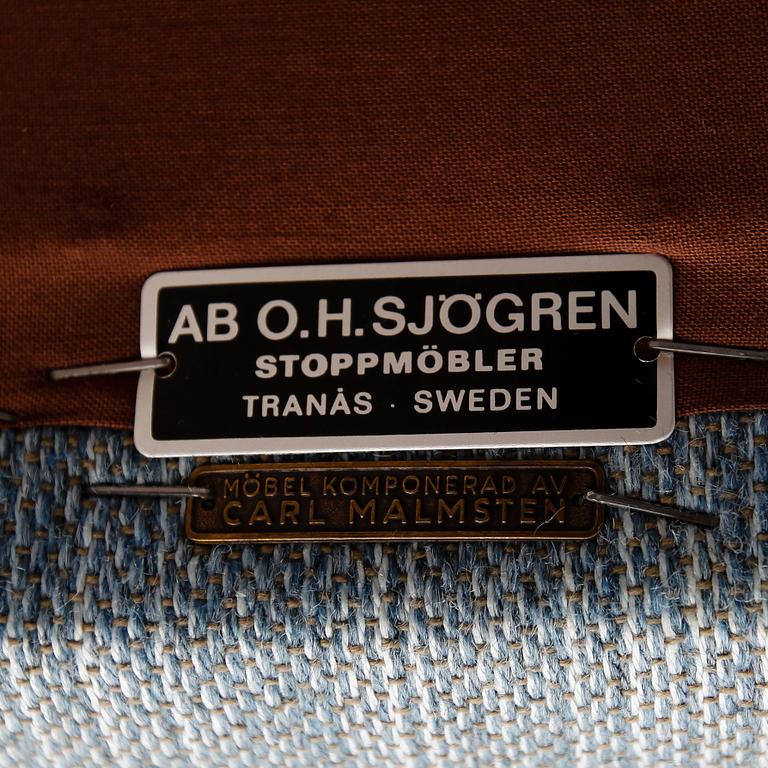 AB O.H. SJÖGREN
STOPPMÖBLER
TRANÅS · SWEDEN
MÖBEL KOMPONERAD AV
CARL MALMSTEN